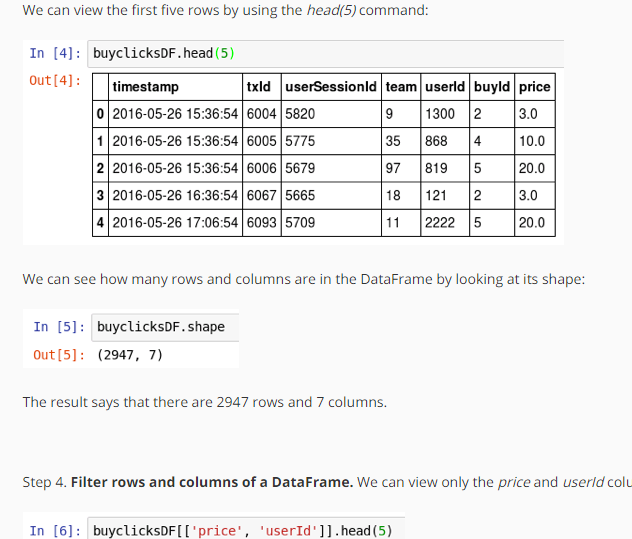 We can view the first five rows by using the head(5) command:
In [4]: buyclicksDF.head(5)
Out[4]:
timestamp txId userSessionId team userId buyId price
0 2016-05-26 15:36:54 6004 5820 9 1300 2 3.0
1 2016-05-26 15:36:54 6005 5775 35 868 4 10.0
2 2016-05-26 15:36:54 6006 5679 97 819 5 20.0
3 2016-05-26 16:36:54 6067 5665 18 121 2 3.0
4 2016-05-26 17:06:54 6093 5709 11 2222 5 20.0
We can see how many rows and columns are in the DataFrame by looking at its shape:
In [5]: buyclicksDF.shape
Out[5]: (2947, 7)
The result says that there are 2947 rows and 7 columns.
Step 4. Filter rows and columns of a DataFrame. We can view only the price and userId colu
In [6]: buyclicksDF[['price', 'userId']].head(5)